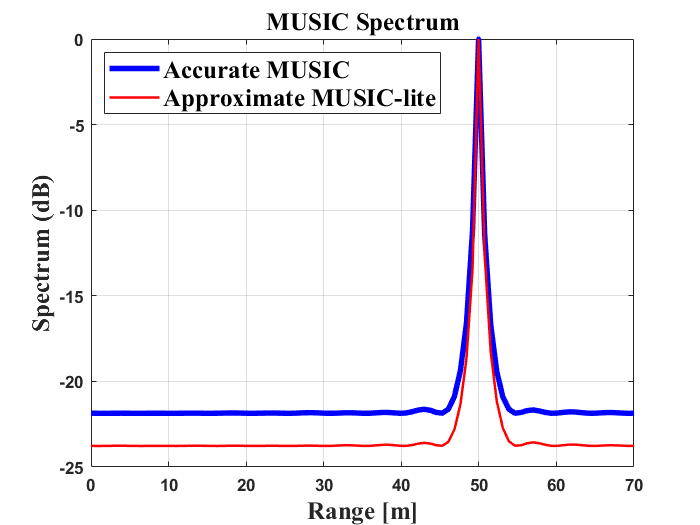 MUSIC Spectrum
Accurate MUSIC
Approximate MUSIC-lite
Spectrum (dB)
0
-5
-10
-15
-20
-25
0 10 20 30 40 50 60 70
Range [m]